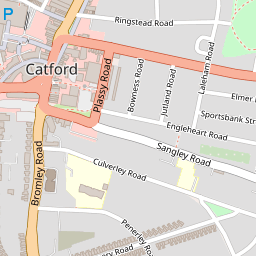 P
Ringstead Road
Catford
Plassy Road
Bowness Road
Jutland Road
Laleham Road
Elmer
Sportsbank Str
Engleheart Road
Sangley Road
Bromley Road
Culverley Road
Penerley Road